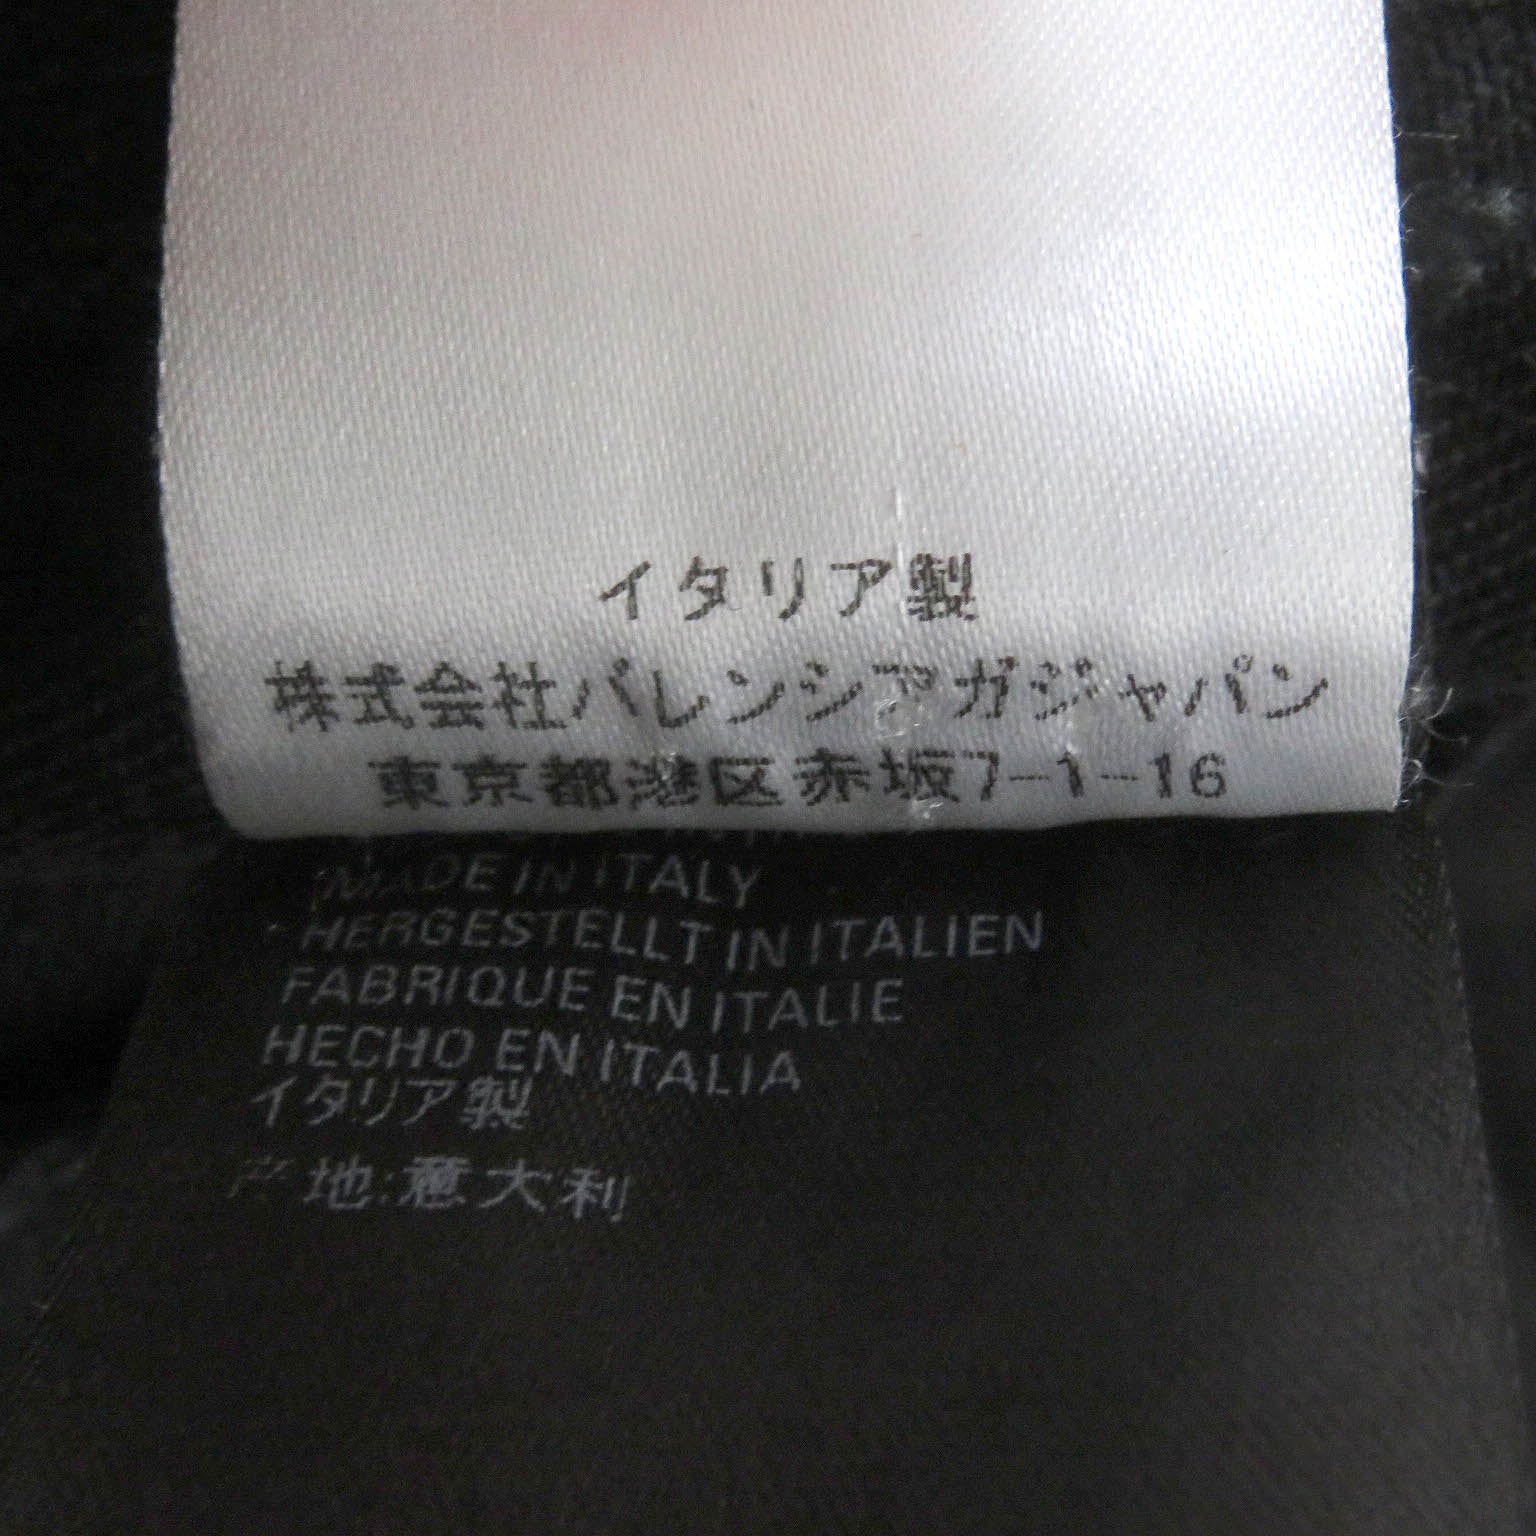 イタリア製
株式会社バレンシアガジャパン
東京都港区赤坂7-1-16
MADE IN ITALY
HERGESTELLT IN ITALIEN
FABRIQUE EN ITALIE
HECHO EN ITALIA
イタリア製
产地:意大利